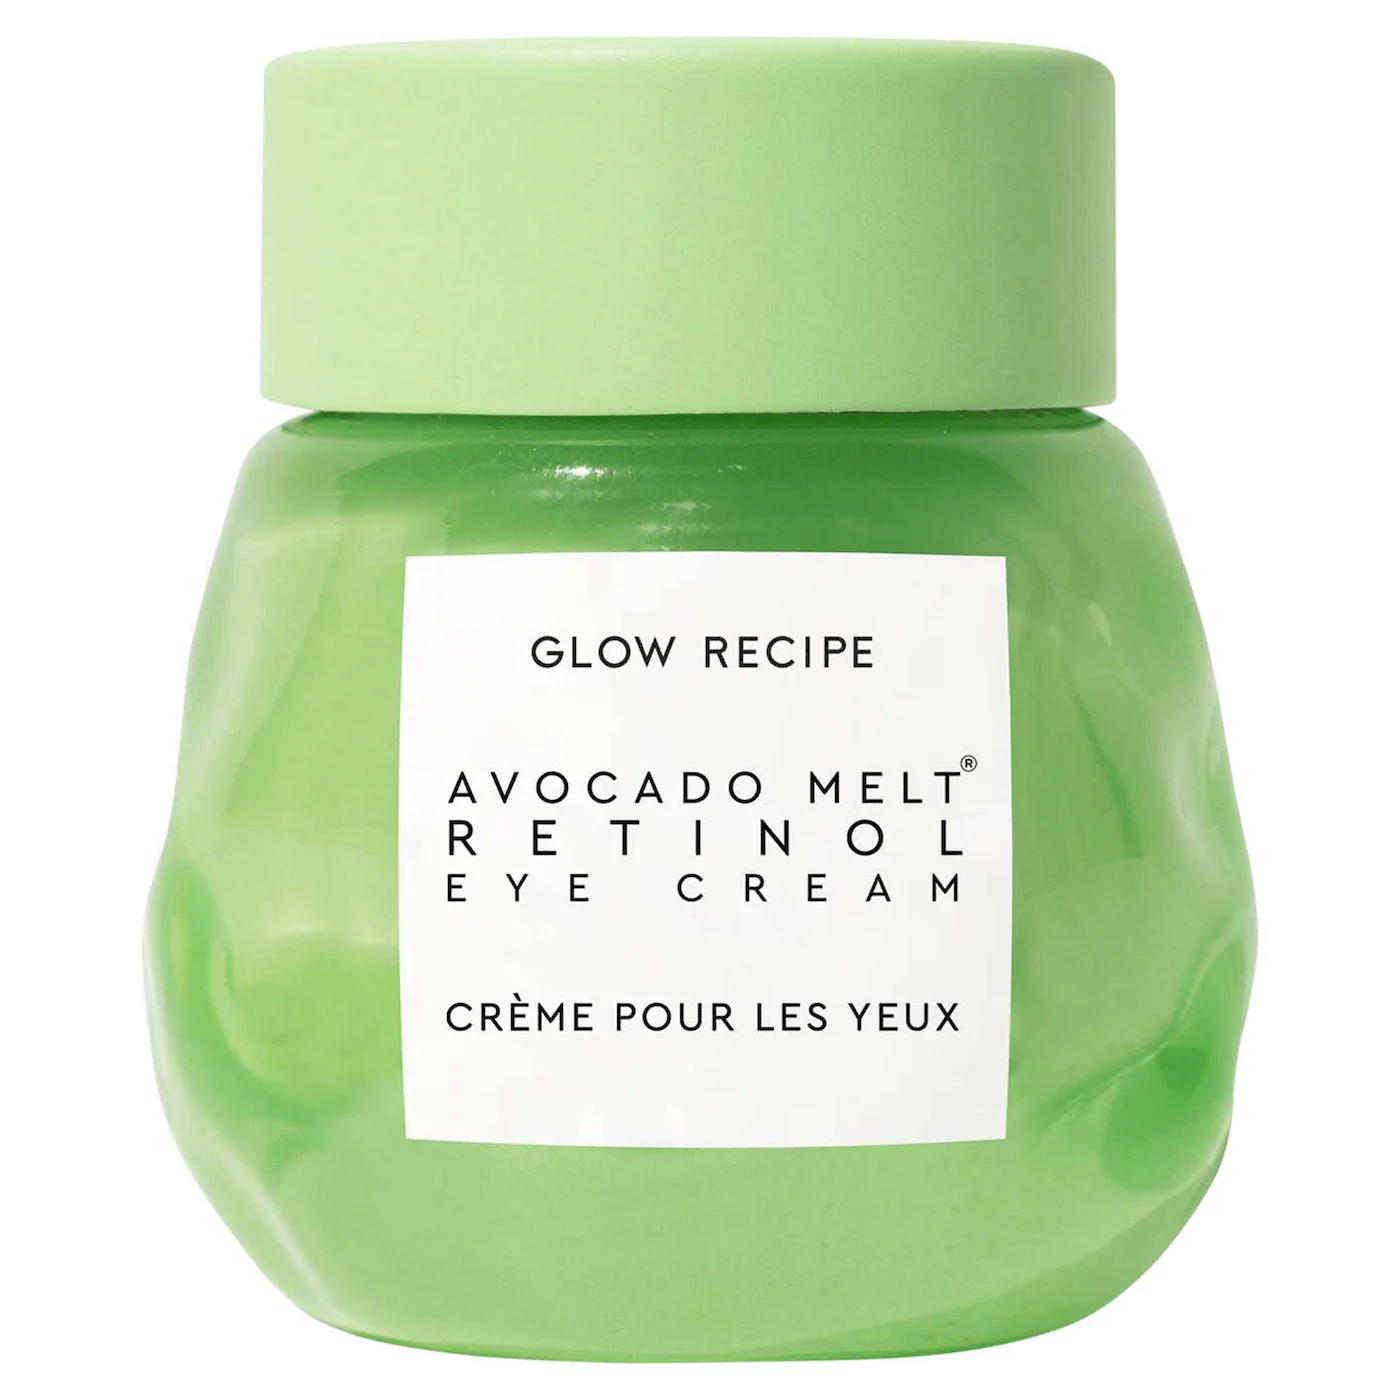 GLOW RECIPE
AVOCADO MELT®
RETINOL
EYE CREAM
CRÈME POUR LES YEUX